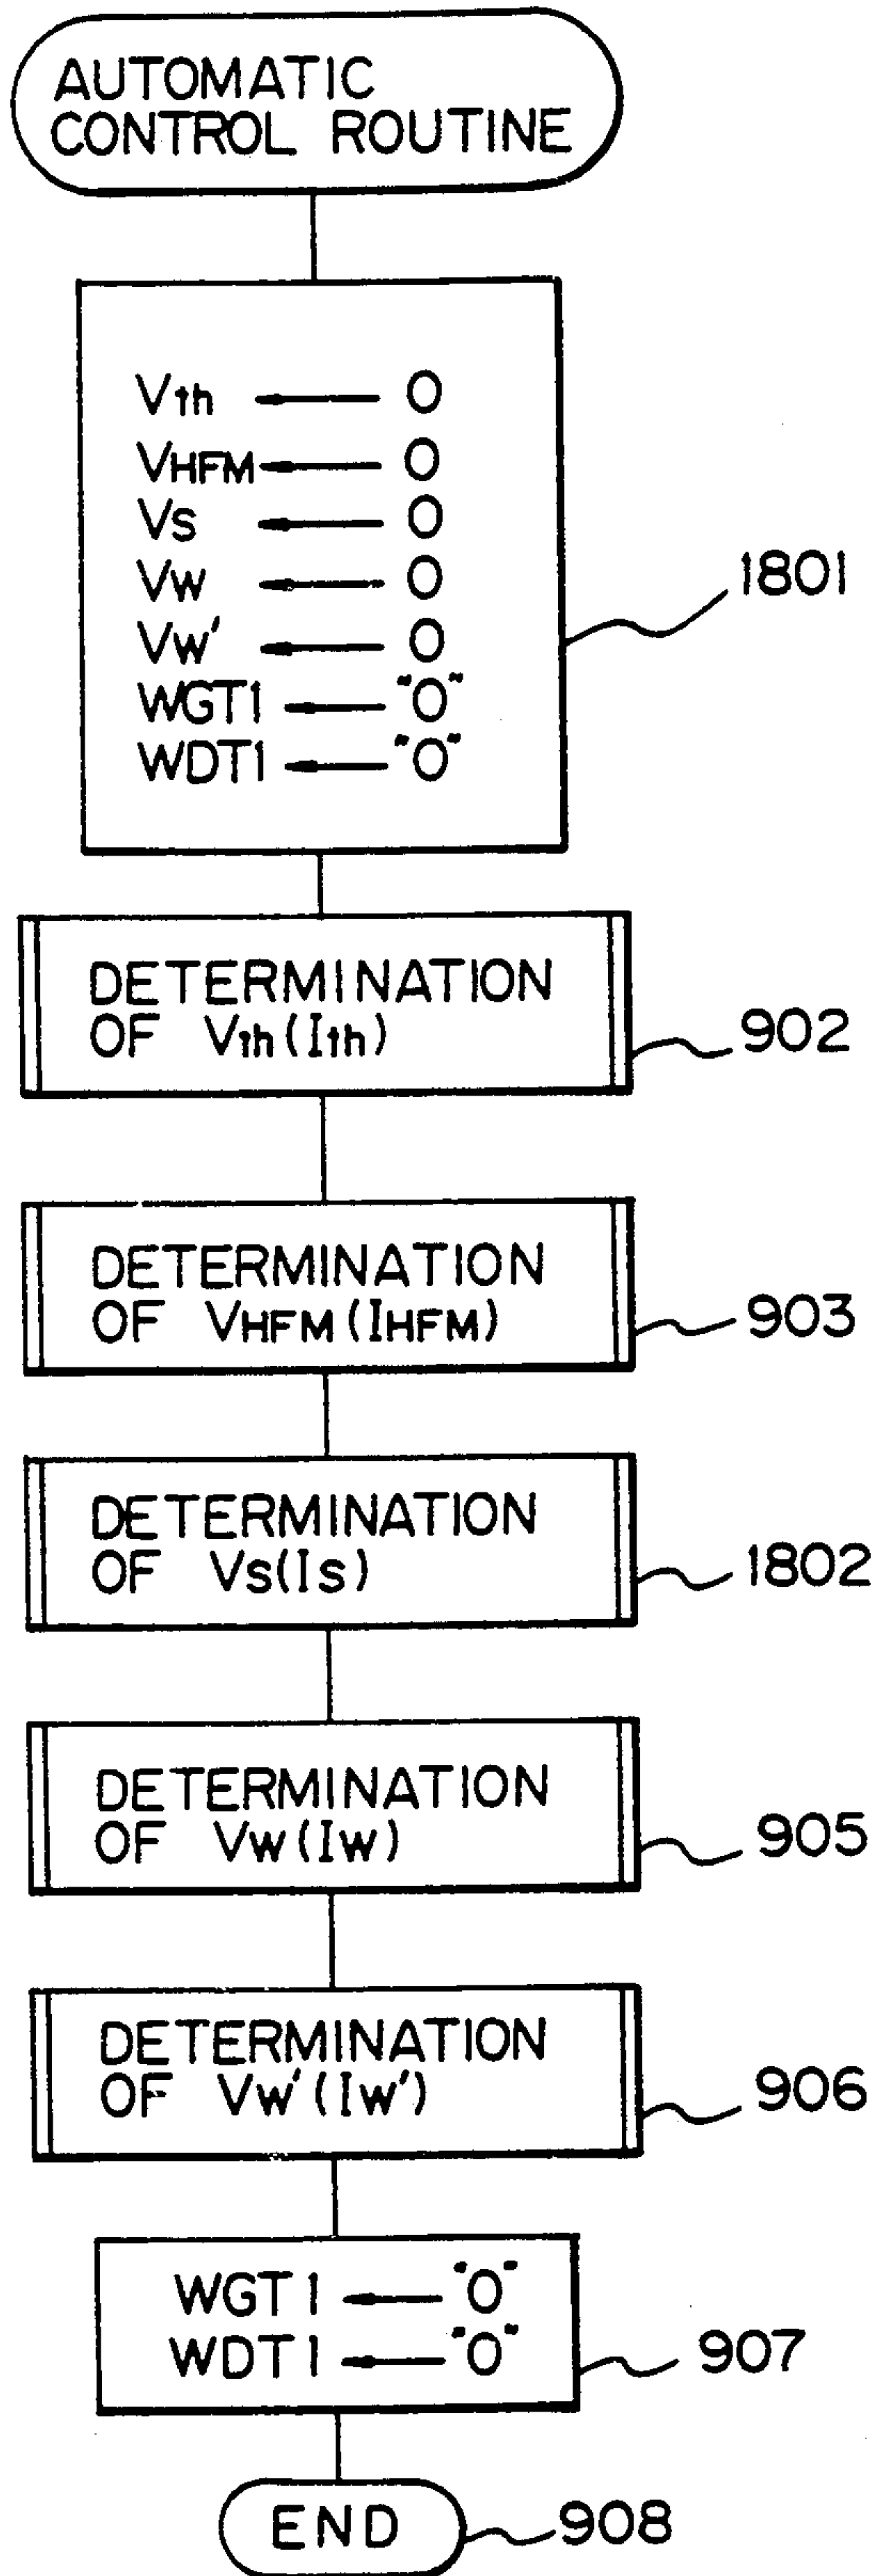 AUTOMATIC
CONTROL ROUTINE
Vth ← 0
VHFM ← 0
VS ← 0
VW ← 0
VW' ← 0
WGT1 ← "0"
WDT1 ← "0"
1801
DETERMINATION
OF Vth(Ith)
902
DETERMINATION
OF VHFM(IHFM)
903
DETERMINATION
OF VS(IS)
1802
DETERMINATION
OF VW(IW)
905
DETERMINATION
OF VW'(IW')
906
WGT1 ← "0"
WDT1 ← "0"
907
END
908